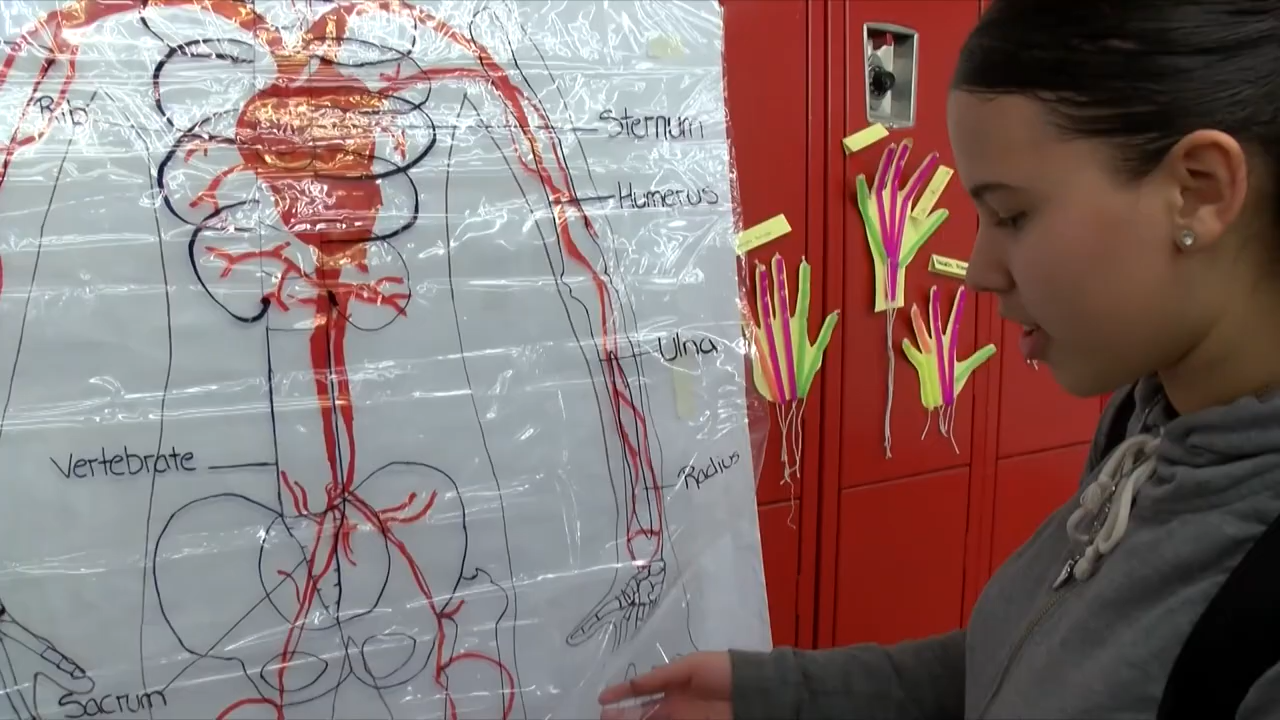 Rib
Sternum
Humerus
Ulna
Vertebrate
Radius
Sacrum